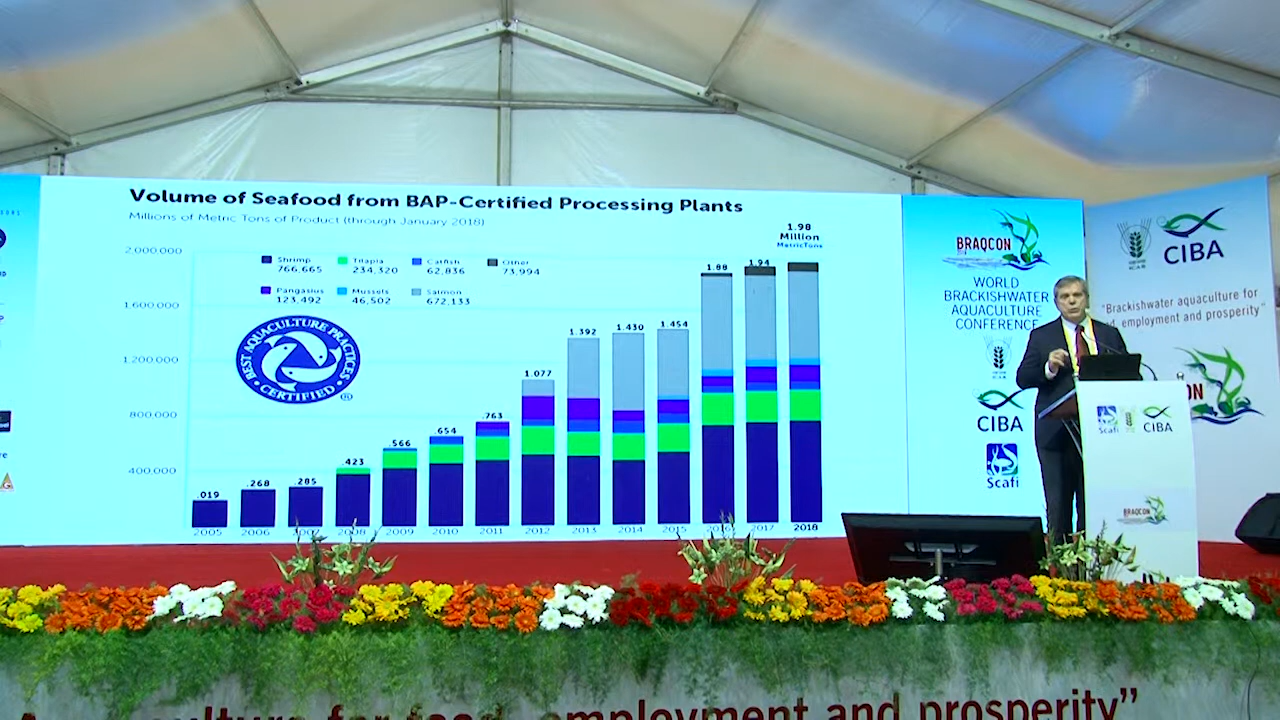 Volume of Seafood from BAP-Certified Processing Plants
Millions of Metric Tons of Product (through January 2018)
1.98
Million
MetricTons
2,000,000
1,600,000
1,200,000
800,000
400,000
Shrimp
766,665
Tilapia
234,320
Catfish
62,836
Other
73,994
Pangasius
123,492
Mussels
46,502
Salmon
672,133
BEST AQUACULTURE PRACTICES
CERTIFIED
®
.019
.268
.285
.423
.566
.654
.763
1.077
1.392
1.430
1.454
1.88
1.94
2005
2006
2007
2008
2009
2010
2011
2012
2013
2014
2015
2016
2017
2018
BRAQCON
WORLD
BRACKISHWATER
AQUACULTURE
CONFERENCE
CIBA
Scafi
CIBA
"Brackishwater aquaculture for
employment and prosperity"
Scafi
CIBA
BRAQCON
for food, employment and prosperity”